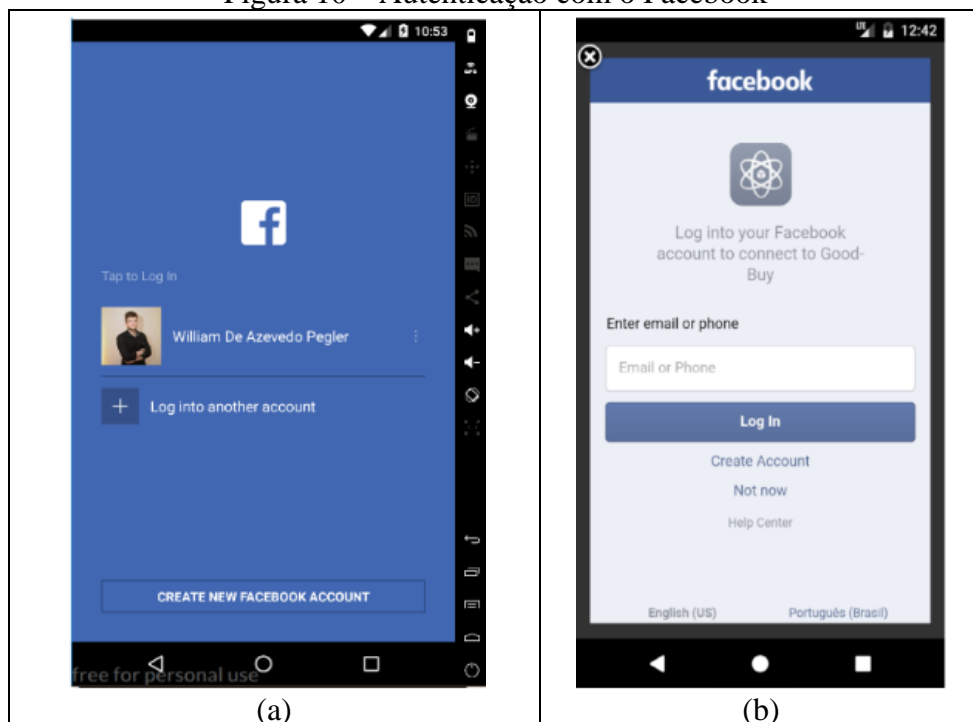 Figura 10 – Autenticação com o Facebook
10:53
f
Tap to Log In
William De Azevedo Pegler
Log into another account
CREATE NEW FACEBOOK ACCOUNT
free for personal use
(a)
LTE 12:42
facebook
Log into your Facebook
account to connect to Good-
Buy
Enter email or phone
Email or Phone
Log In
Create Account
Not now
Help Center
English (US) Português (Brasil)
(b)